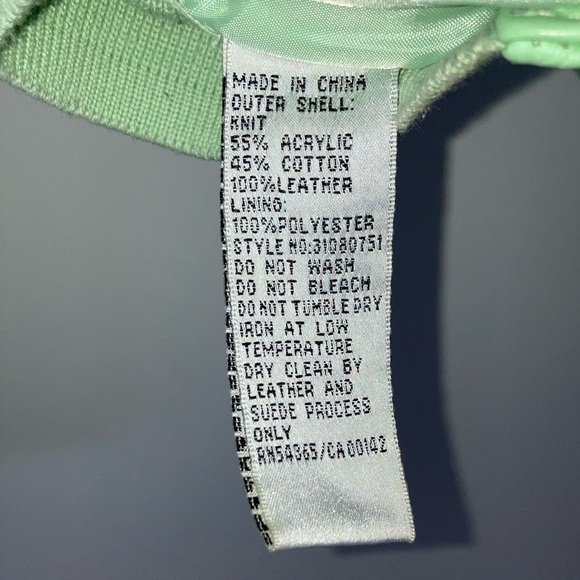 MADE IN CHINA
OUTER SHELL:
KNIT
55% ACRYLIC
45% COTTON
100%LEATHER
LINING:
100%POLYESTER
STYLE NO:31080751
DO NOT WASH
DO NOT BLEACH
DO NOT TUMBLE DRY
IRON AT LOW
TEMPERATURE
DRY CLEAN BY
LEATHER AND
SUEDE PROCESS
ONLY
RN54365/CA00142